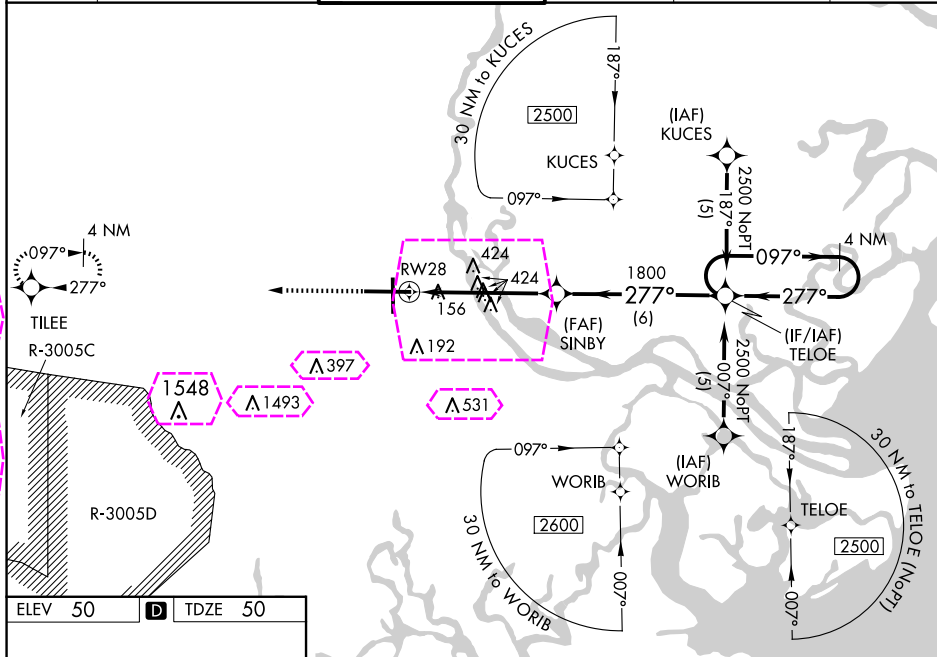 30 NM to KUCES
187°
2500
KUCES
097°
(IAF)
KUCES
2500 NoPT
187°
(5)
097°
4 NM
277°
TILEE
R-3005C
RW28
424
424
156
192
1800
277°
(6)
(FAF)
SINBY
097°
4 NM
277°
(IF/IAF)
TELOE
2500 NoPT
007°
(5)
(IAF)
WORIB
397
1548
1493
531
R-3005D
097°
WORIB
2600
30 NM to WORIB
007°
187°
TELOE
2500
30 NM to TELOE (NoPT)
007°
ELEV 50 D TDZE 50